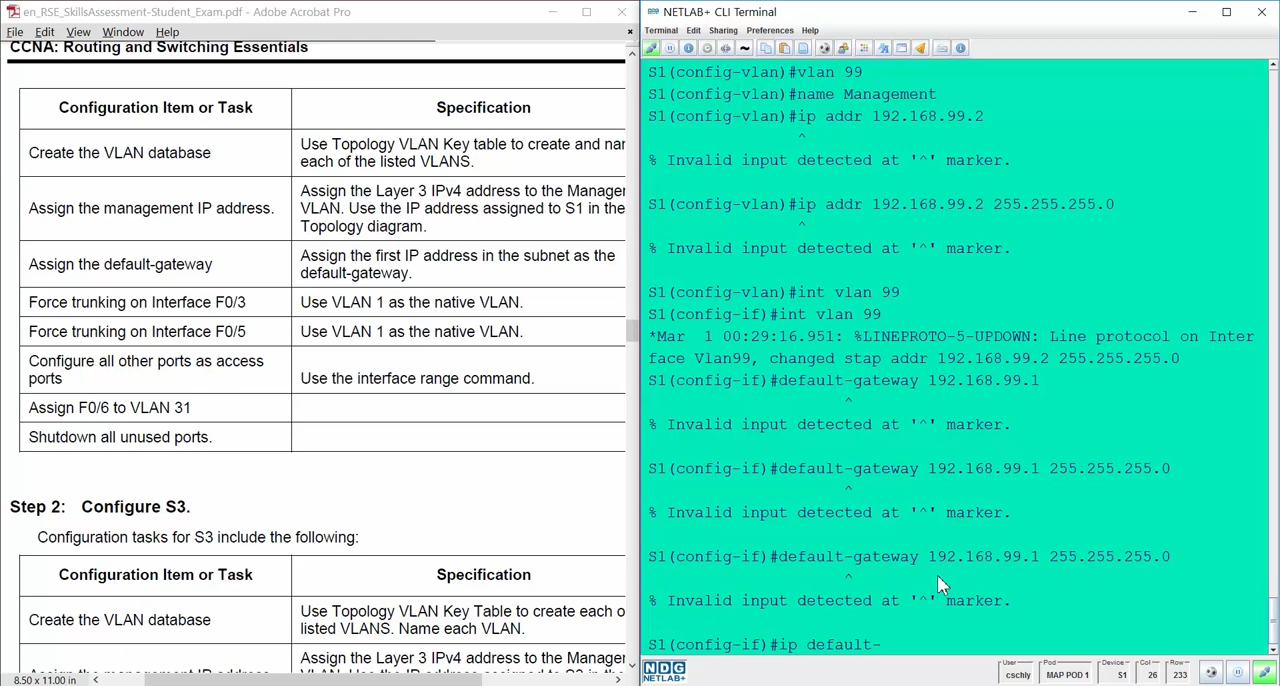 en_RSE_SkillsAssessment-Student_Exam.pdf - Adobe Acrobat Pro
File Edit View Window Help
CCNA: Routing and Switching Essentials
Configuration Item or Task
Specification
Create the VLAN database
Use Topology VLAN Key table to create and nar
each of the listed VLANS.
Assign the management IP address.
Assign the Layer 3 IPv4 address to the Manager
VLAN. Use the IP address assigned to S1 in the
Topology diagram.
Assign the default-gateway
Assign the first IP address in the subnet as the
default-gateway.
Force trunking on Interface F0/3
Use VLAN 1 as the native VLAN.
Force trunking on Interface F0/5
Use VLAN 1 as the native VLAN.
Configure all other ports as access
ports
Use the interface range command.
Assign F0/6 to VLAN 31
Shutdown all unused ports.
Step 2: Configure S3.
Configuration tasks for S3 include the following:
Configuration Item or Task
Specification
Create the VLAN database
Use Topology VLAN Key Table to create each o
listed VLANS. Name each VLAN.
Assign the Layer 3 IPv4 address to the Manager
8.50 x 11.00 in
NETLAB+ CLI Terminal
Terminal Edit Sharing Preferences Help
S1(config-vlan)#vlan 99
S1(config-vlan)#name Management
S1(config-vlan)#ip addr 192.168.99.2
^
% Invalid input detected at '^' marker.
S1(config-vlan)#ip addr 192.168.99.2 255.255.255.0
^
% Invalid input detected at '^' marker.
S1(config-vlan)#int vlan 99
S1(config-if)#int vlan 99
*Mar 1 00:29:16.951: %LINEPROTO-5-UPDOWN: Line protocol on Inter
face Vlan99, changed stap addr 192.168.99.2 255.255.255.0
S1(config-if)#default-gateway 192.168.99.1
^
% Invalid input detected at '^' marker.
S1(config-if)#default-gateway 192.168.99.1 255.255.255.0
^
% Invalid input detected at '^' marker.
S1(config-if)#default-gateway 192.168.99.1 255.255.255.0
^
% Invalid input detected at '^' marker.
S1(config-if)#ip default-
NDG
NETLAB+
User
cschly
Pod
MAP POD 1
Device
S1
Col
26
Row
233